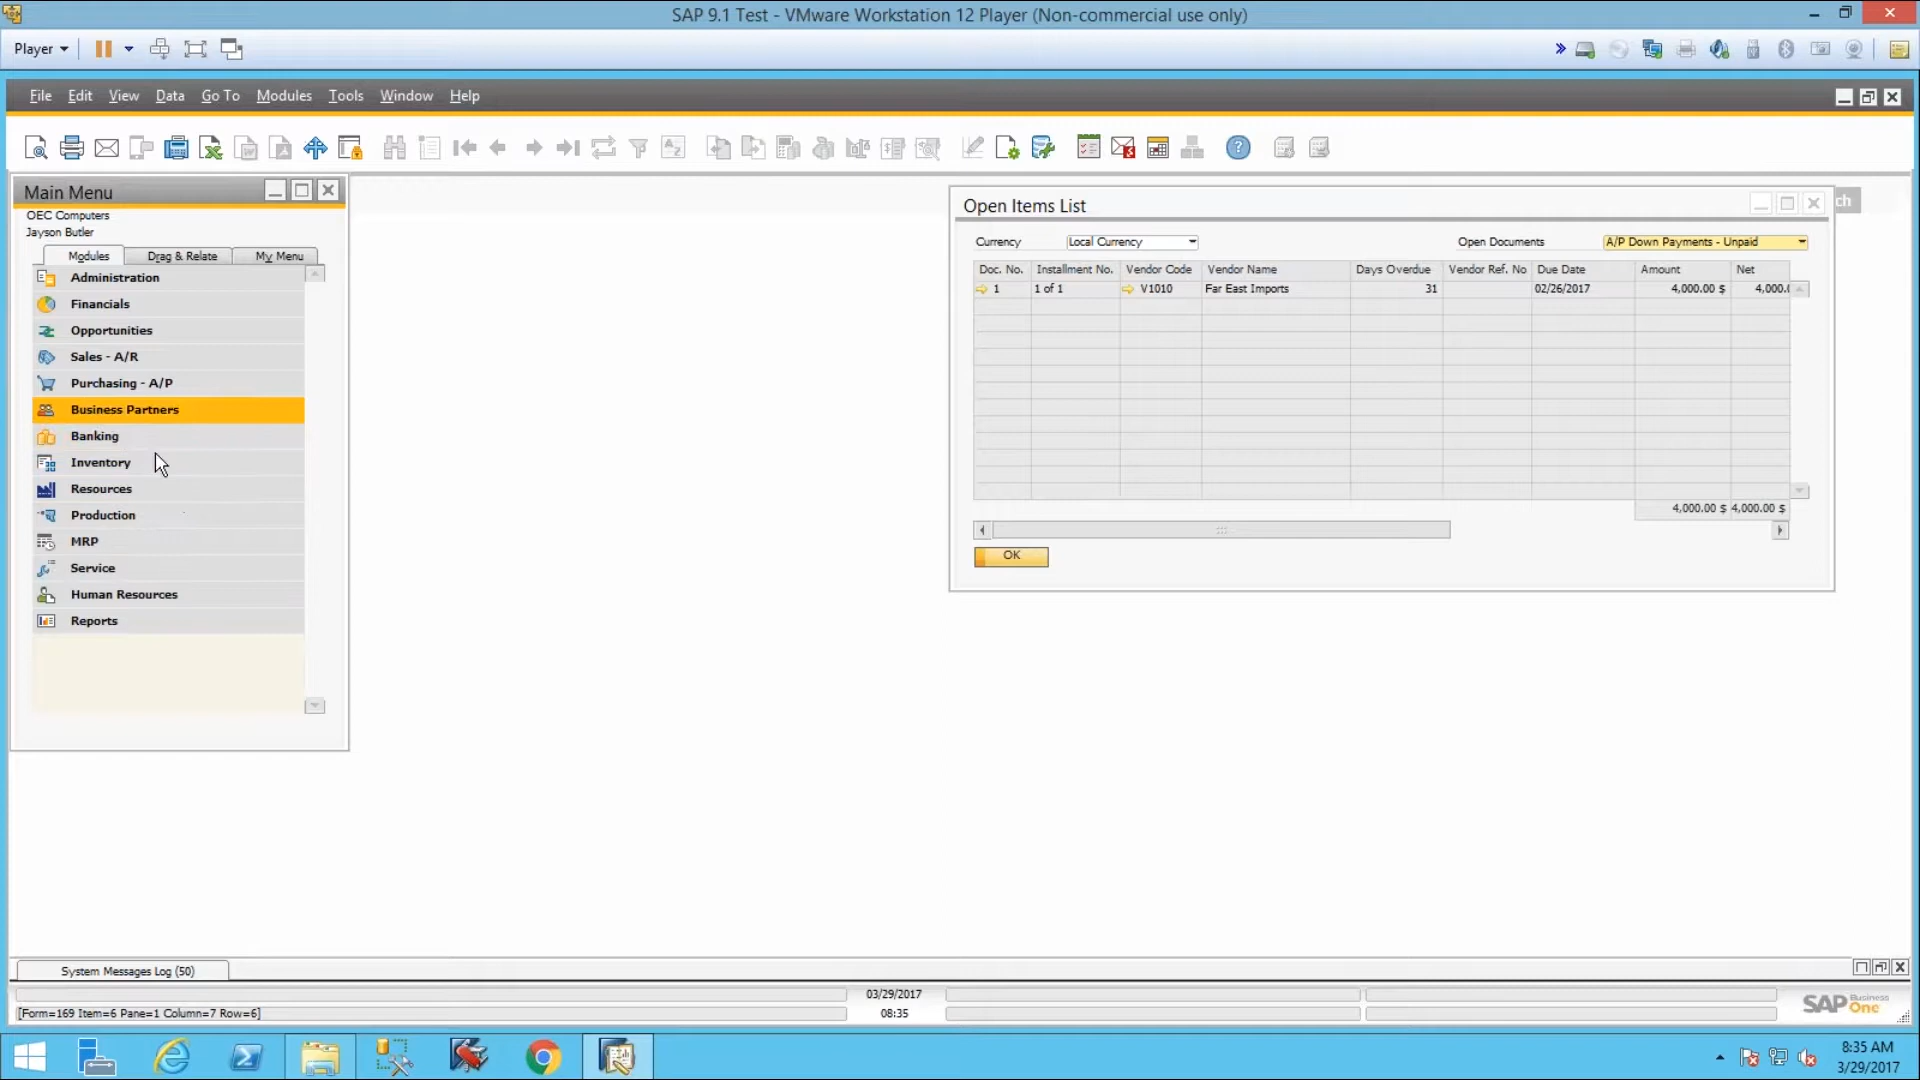 SAP 9.1 Test - VMware Workstation 12 Player (Non-commercial use only)
Player
File Edit View Data Go To Modules Tools Window Help
Main Menu
OEC Computers
Jayson Butler
Modules Drag & Relate My Menu
Administration
Financials
Opportunities
Sales - A/R
Purchasing - A/P
Business Partners
Banking
Inventory
Resources
Production
MRP
Service
Human Resources
Reports
ch
Open Items List
Currency Local Currency Open Documents A/P Down Payments - Unpaid
Doc. No. Installment No. Vendor Code Vendor Name Days Overdue Vendor Ref. No Due Date Amount Net
1 1 of 1 V1010 Far East Imports 31 02/26/2017 4,000.00 $ 4,000.(
4,000.00 $ 4,000.00 $
OK
System Messages Log (50)
03/29/2017
[Form=169 Item=6 Pane=1 Column=7 Row=6] 08:35
SAP Business One
8:35 AM
3/29/2017